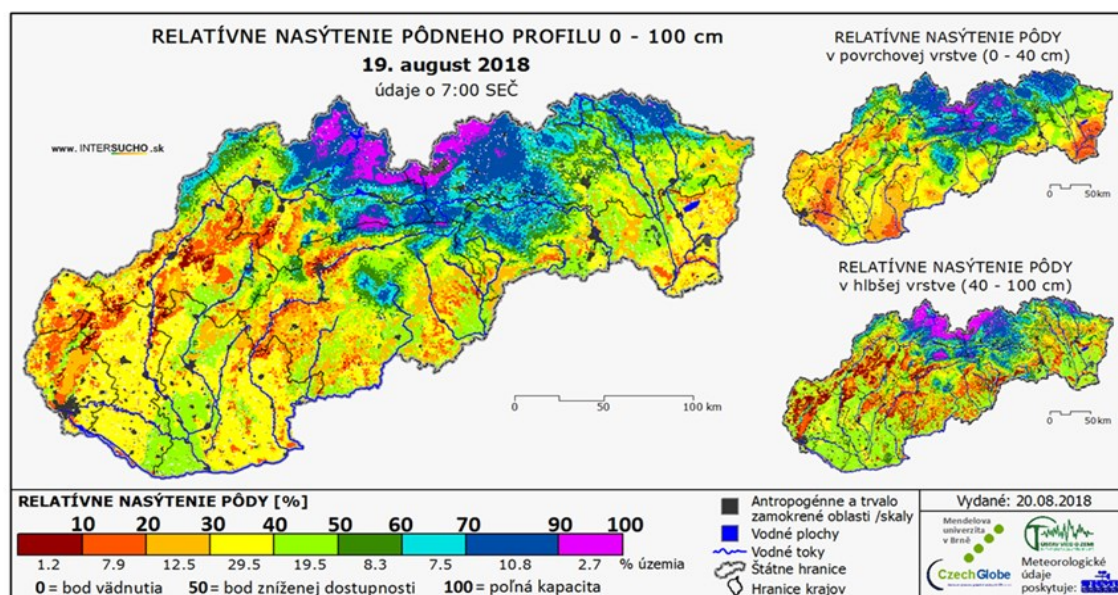 RELATÍVNE NASÝTENIE PÔDNEHO PROFILU 0 - 100 cm
19. august 2018
údaje o 7:00 SEČ
www.INTERSUCHO.sk
0 50 100 km
RELATÍVNE NASÝTENIE PÔDY
v povrchovej vrstve (0 - 40 cm)
0 50km
RELATÍVNE NASÝTENIE PÔDY
v hlbšej vrstve (40 - 100 cm)
0 50km
RELATÍVNE NASÝTENIE PÔDY [%]
10 20 30 40 50 60 70 80 90 100
1.2 7.9 12.5 29.5 19.5 8.3 7.5 10.8 2.7 % územia
0 = bod vädnutia 50 = bod zníženej dostupnosti 100 = poľná kapacita
Antropogénne a trvalo
zamokrené oblasti /skaly
Vodné plochy
Vodné toky
Štátne hranice
Hranice krajov
Vydané: 20.08.2018
Mendelova
univerzita
v Brně
CzechGlobe
Meteorologické
údaje
poskytuje: